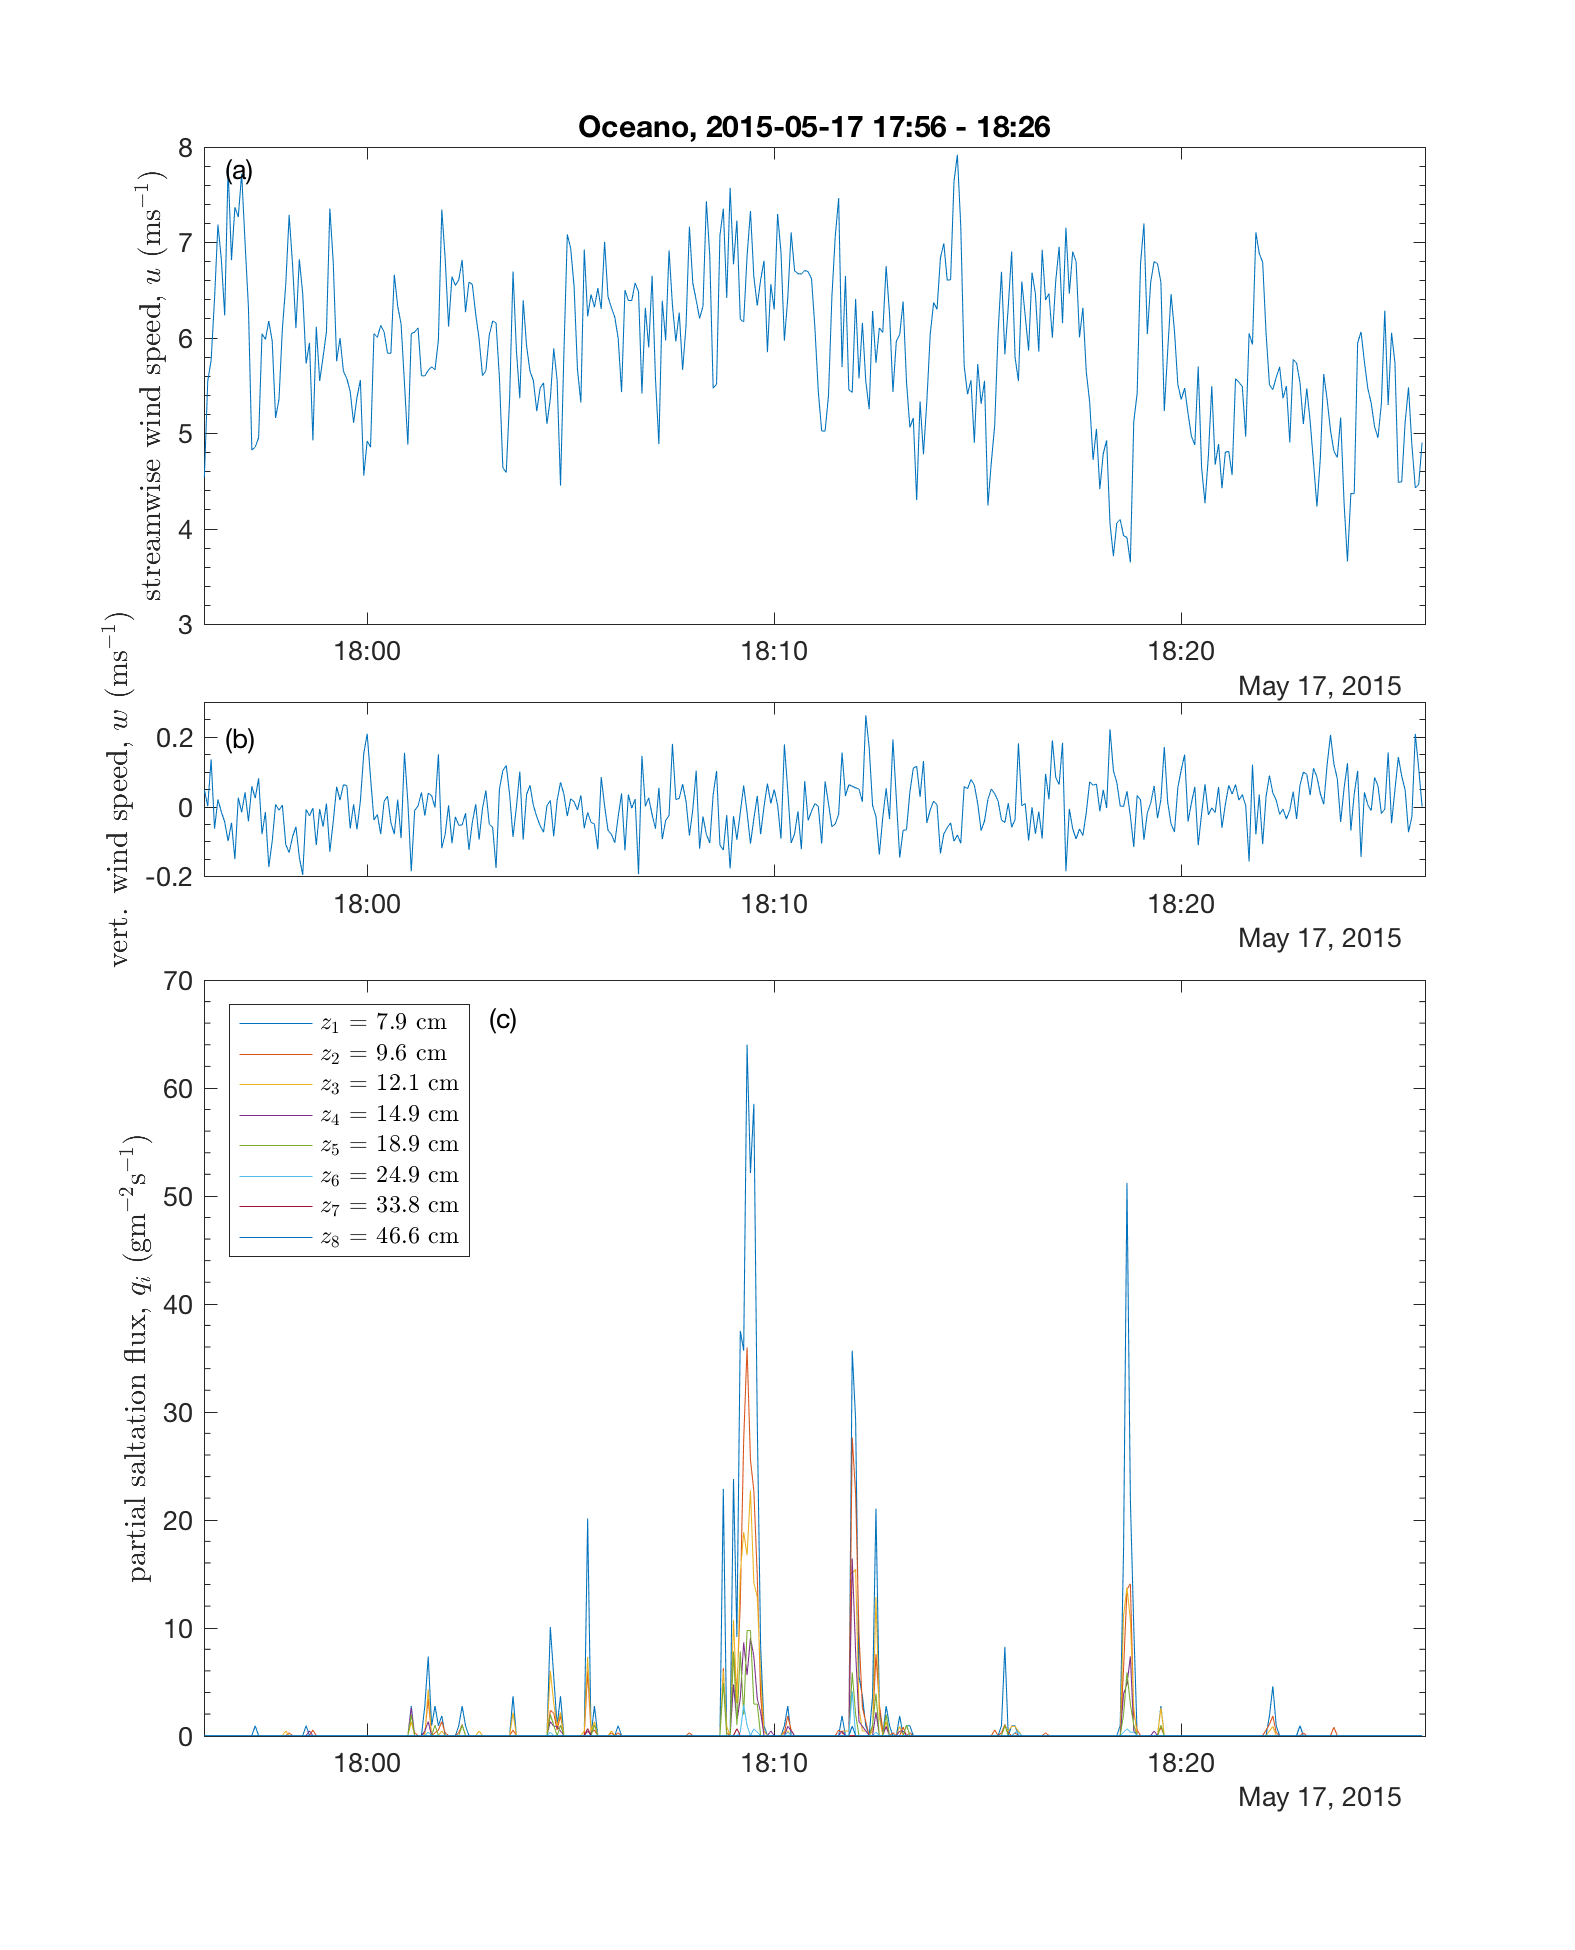 Oceano, 2015-05-17 17:56 - 18:26
(a)
streamwise wind speed, u (ms⁻¹)
8
7
6
5
4
3
18:00 18:10 18:20
May 17, 2015
(b)
vert. wind speed, w (ms⁻¹)
0.2
0
-0.2
18:00 18:10 18:20
May 17, 2015
(c)
partial saltation flux, qᵢ (gm⁻²s⁻¹)
70
60
50
40
30
20
10
0
z₁ = 7.9 cm
z₂ = 9.6 cm
z₃ = 12.1 cm
z₄ = 14.9 cm
z₅ = 18.9 cm
z₆ = 24.9 cm
z₇ = 33.8 cm
z₈ = 46.6 cm
18:00 18:10 18:20
May 17, 2015